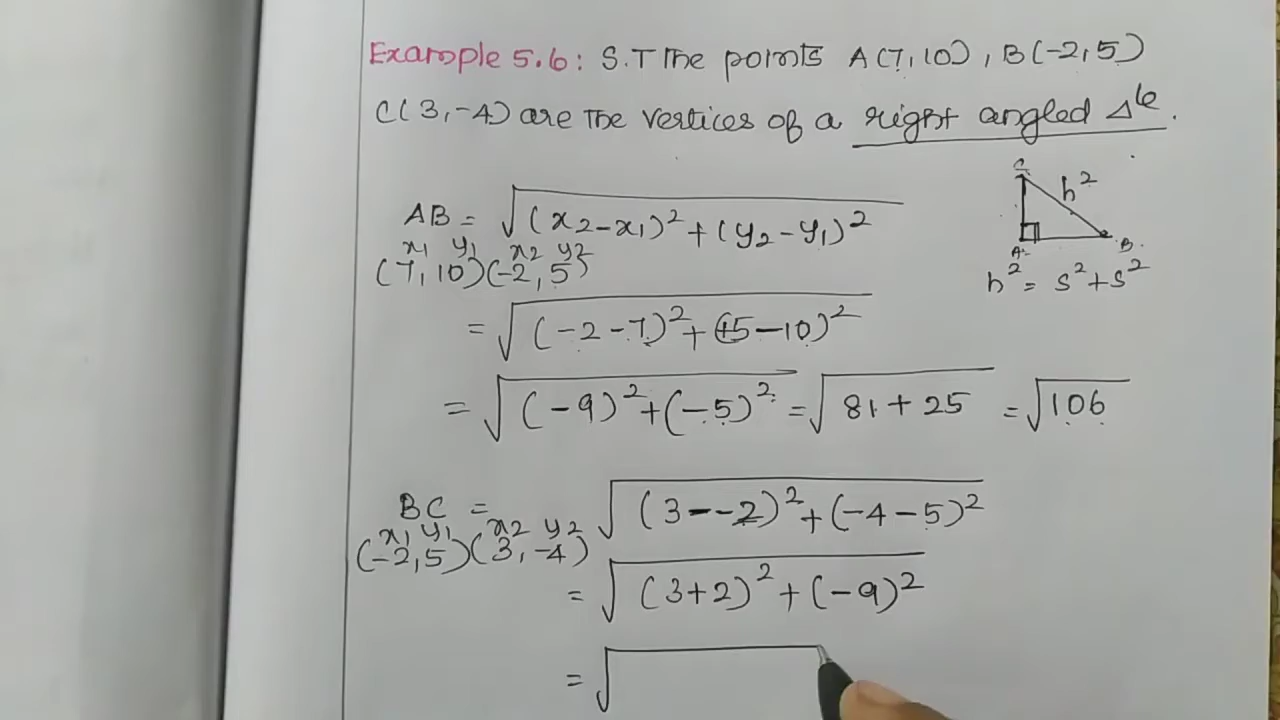 Example 5.6: S.T The points A(7,10), B(-2,5)
C(3,-4) are The vertices of a right angled Δle.
C h²
A B
h² = s²+s²
AB = √(x2-x1)²+(y2-y1)²
x1 y1 x2 y2
(7,10)(-2,5)
= √(-2-7)²+(+5-10)²
= √(-9)²+(-5)² = √81+25 = √106
BC = √(3--2)²+(-4-5)²
x1 y1 x2 y2
(-2,5)(3,-4)
= √(3+2)²+(-9)²
= √